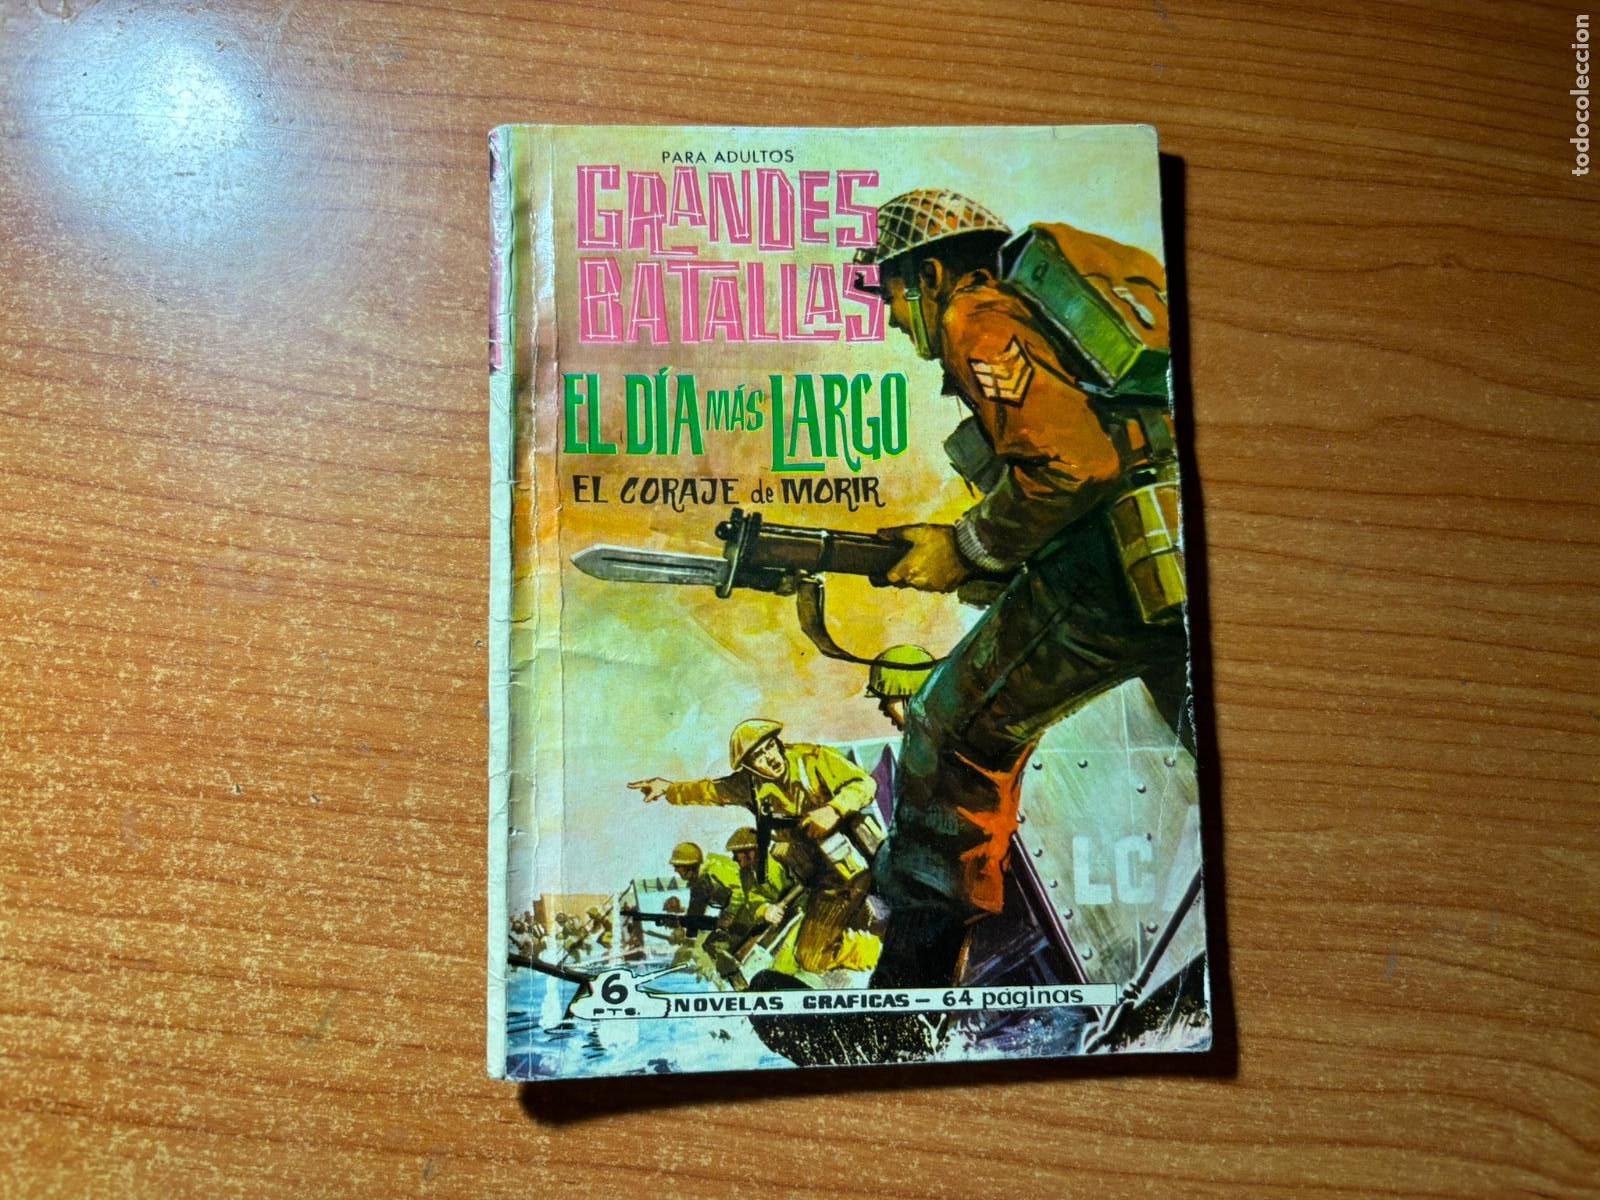 PARA ADULTOS
GRANDES
BATALLAS
EL DÍA MÁS LARGO
EL CORAJE de MORIR
LC
6
PTS.
NOVELAS GRAFICAS - 64 páginas
todocoleccion